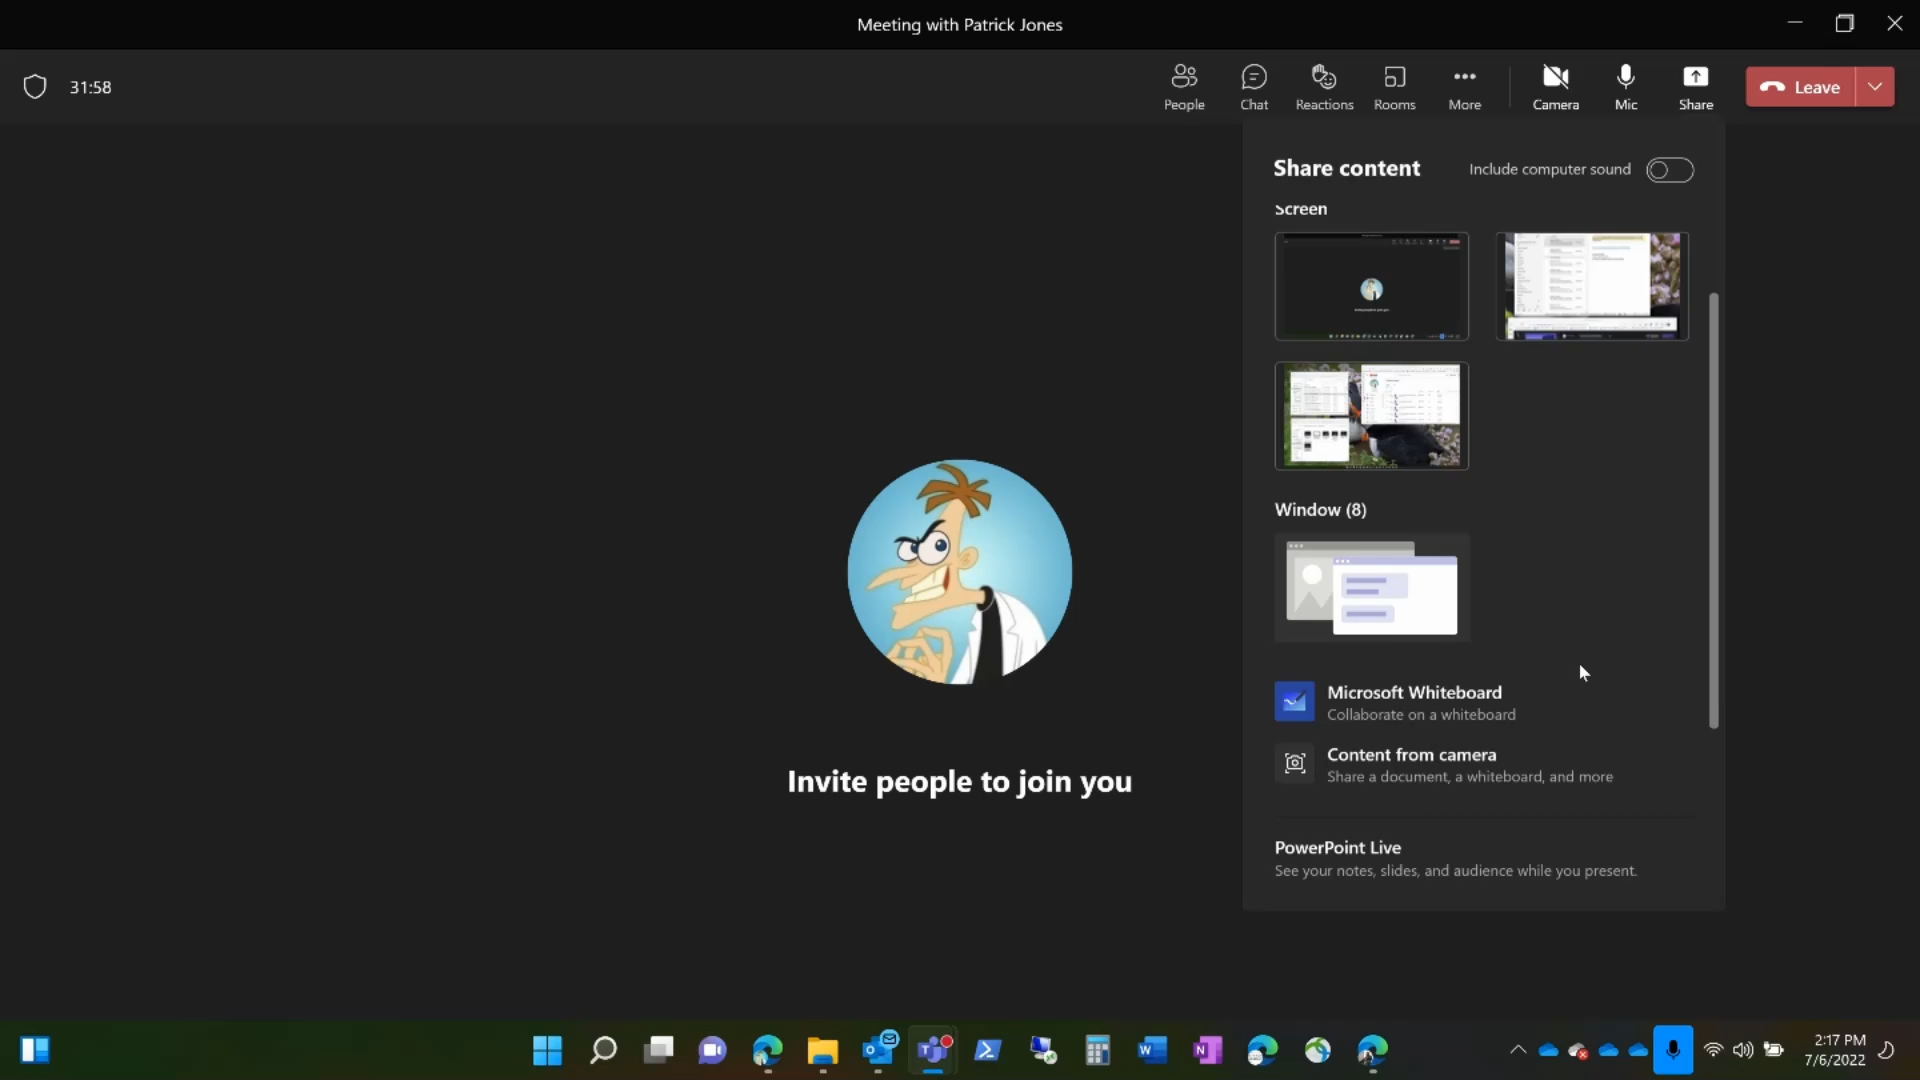 Meeting with Patrick Jones
31:58
People
Chat
Reactions
Rooms
More
Camera
Mic
Share
Leave
Share content
Include computer sound
Screen
Window (8)
Microsoft Whiteboard
Collaborate on a whiteboard
Content from camera
Share a document, a whiteboard, and more
PowerPoint Live
See your notes, slides, and audience while you present.
Invite people to join you
2:17 PM
7/6/2022